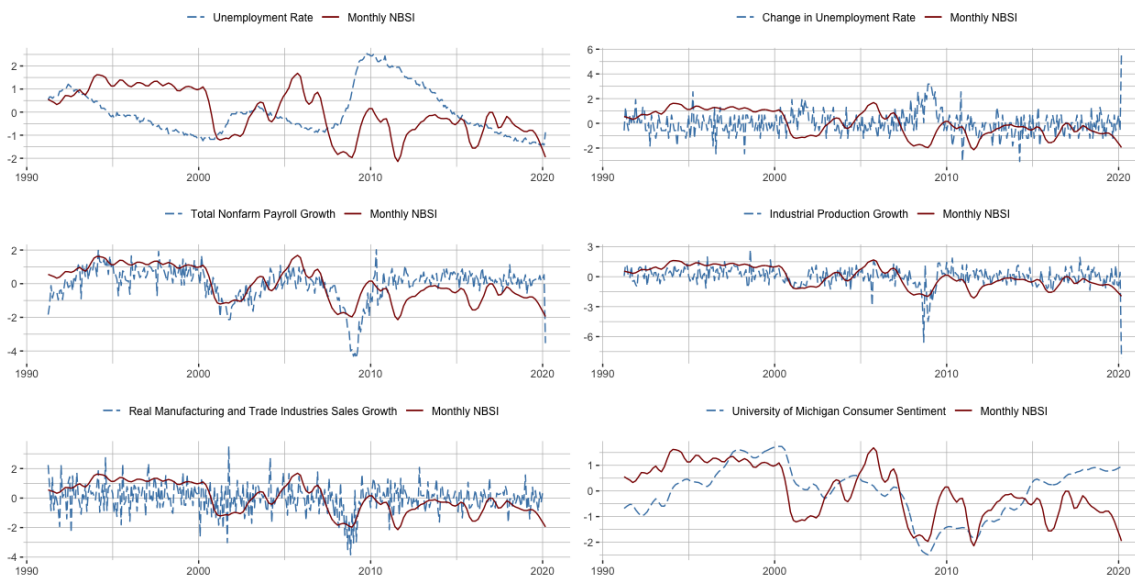 Unemployment Rate Monthly NBSI
2
1
0
-1
-2
1990 2000 2010 2020
Change in Unemployment Rate Monthly NBSI
6
4
2
0
-2
1990 2000 2010 2020
Total Nonfarm Payroll Growth Monthly NBSI
2
0
-2
-4
1990 2000 2010 2020
Industrial Production Growth Monthly NBSI
3
0
-3
-6
1990 2000 2010 2020
Real Manufacturing and Trade Industries Sales Growth Monthly NBSI
2
0
-2
-4
1990 2000 2010 2020
University of Michigan Consumer Sentiment Monthly NBSI
1
0
-1
-2
1990 2000 2010 2020